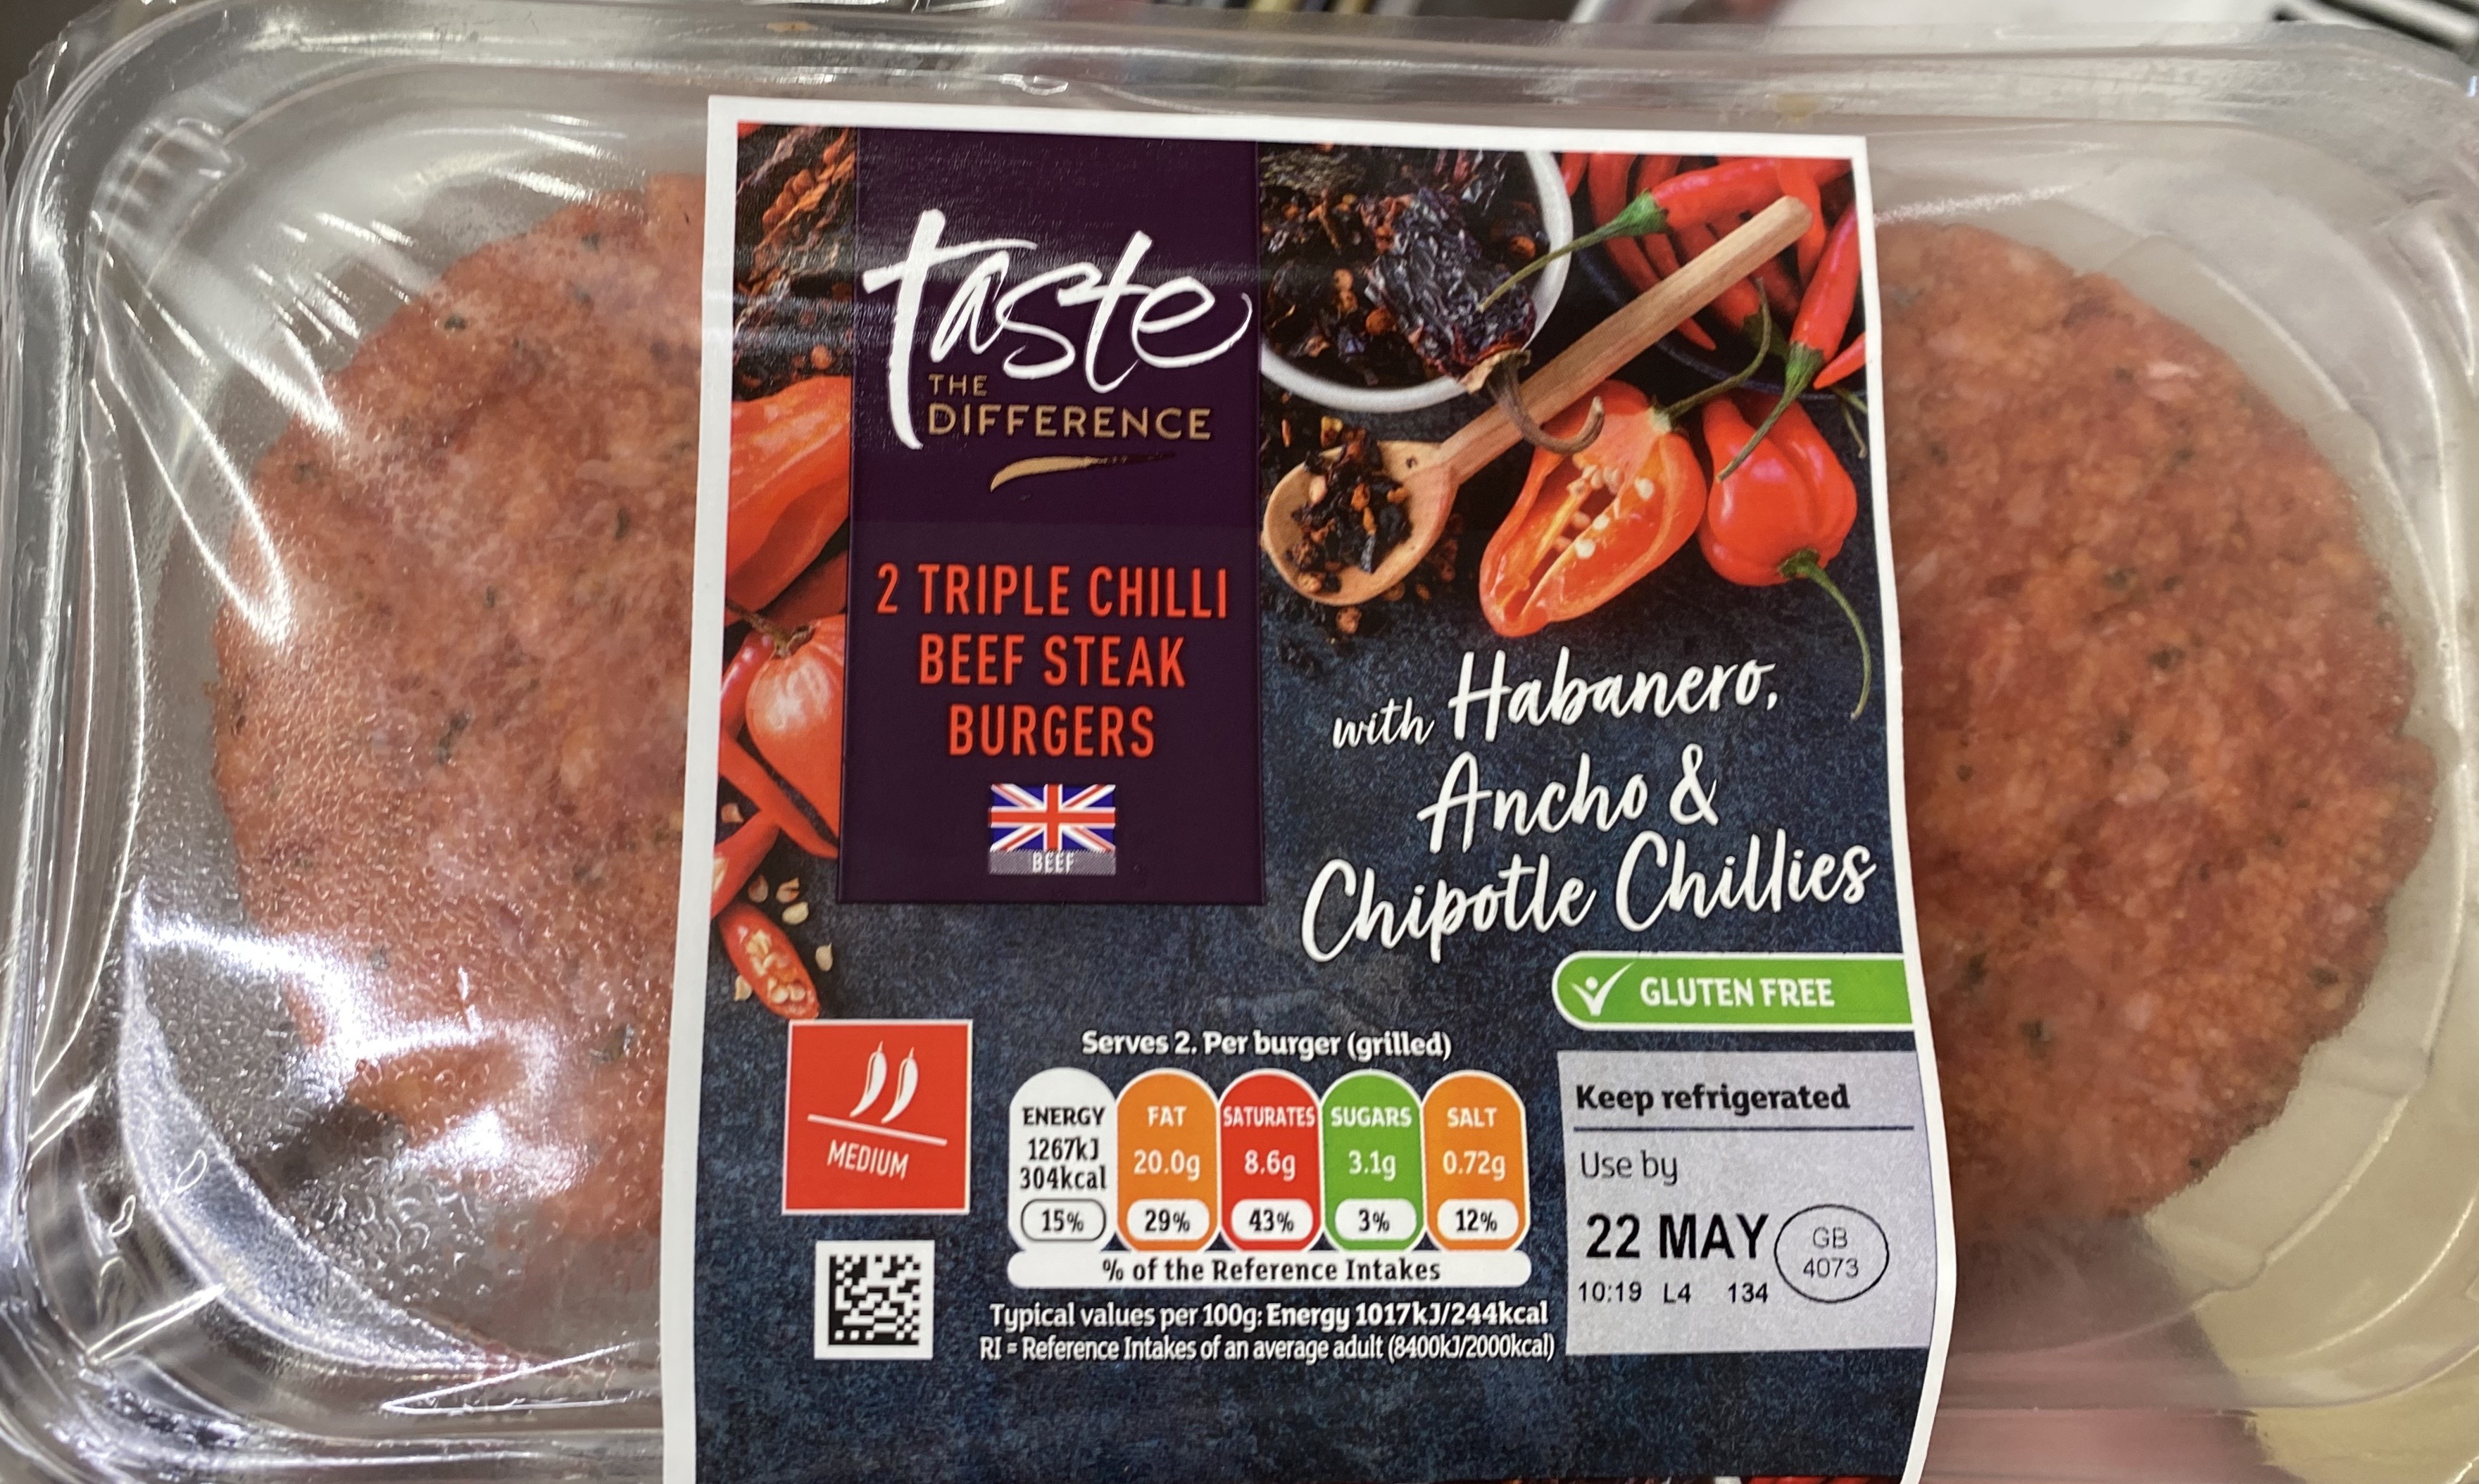 taste
THE
DIFFERENCE
2 TRIPLE CHILLI
BEEF STEAK
BURGERS
BEEF
with Habanero,
Ancho &
Chipotle Chillies
GLUTEN FREE
MEDIUM
Serves 2. Per burger (grilled)
ENERGY
1267kJ
304kcal
15%
FAT
20.0g
29%
SATURATES
8.6g
43%
SUGARS
3.1g
3%
SALT
0.72g
12%
% of the Reference Intakes
Typical values per 100g: Energy 1017kJ/244kcal
RI = Reference Intakes of an average adult (8400kJ/2000kcal)
Keep refrigerated
Use by
22 MAY
GB
4073
10:19 L4 134